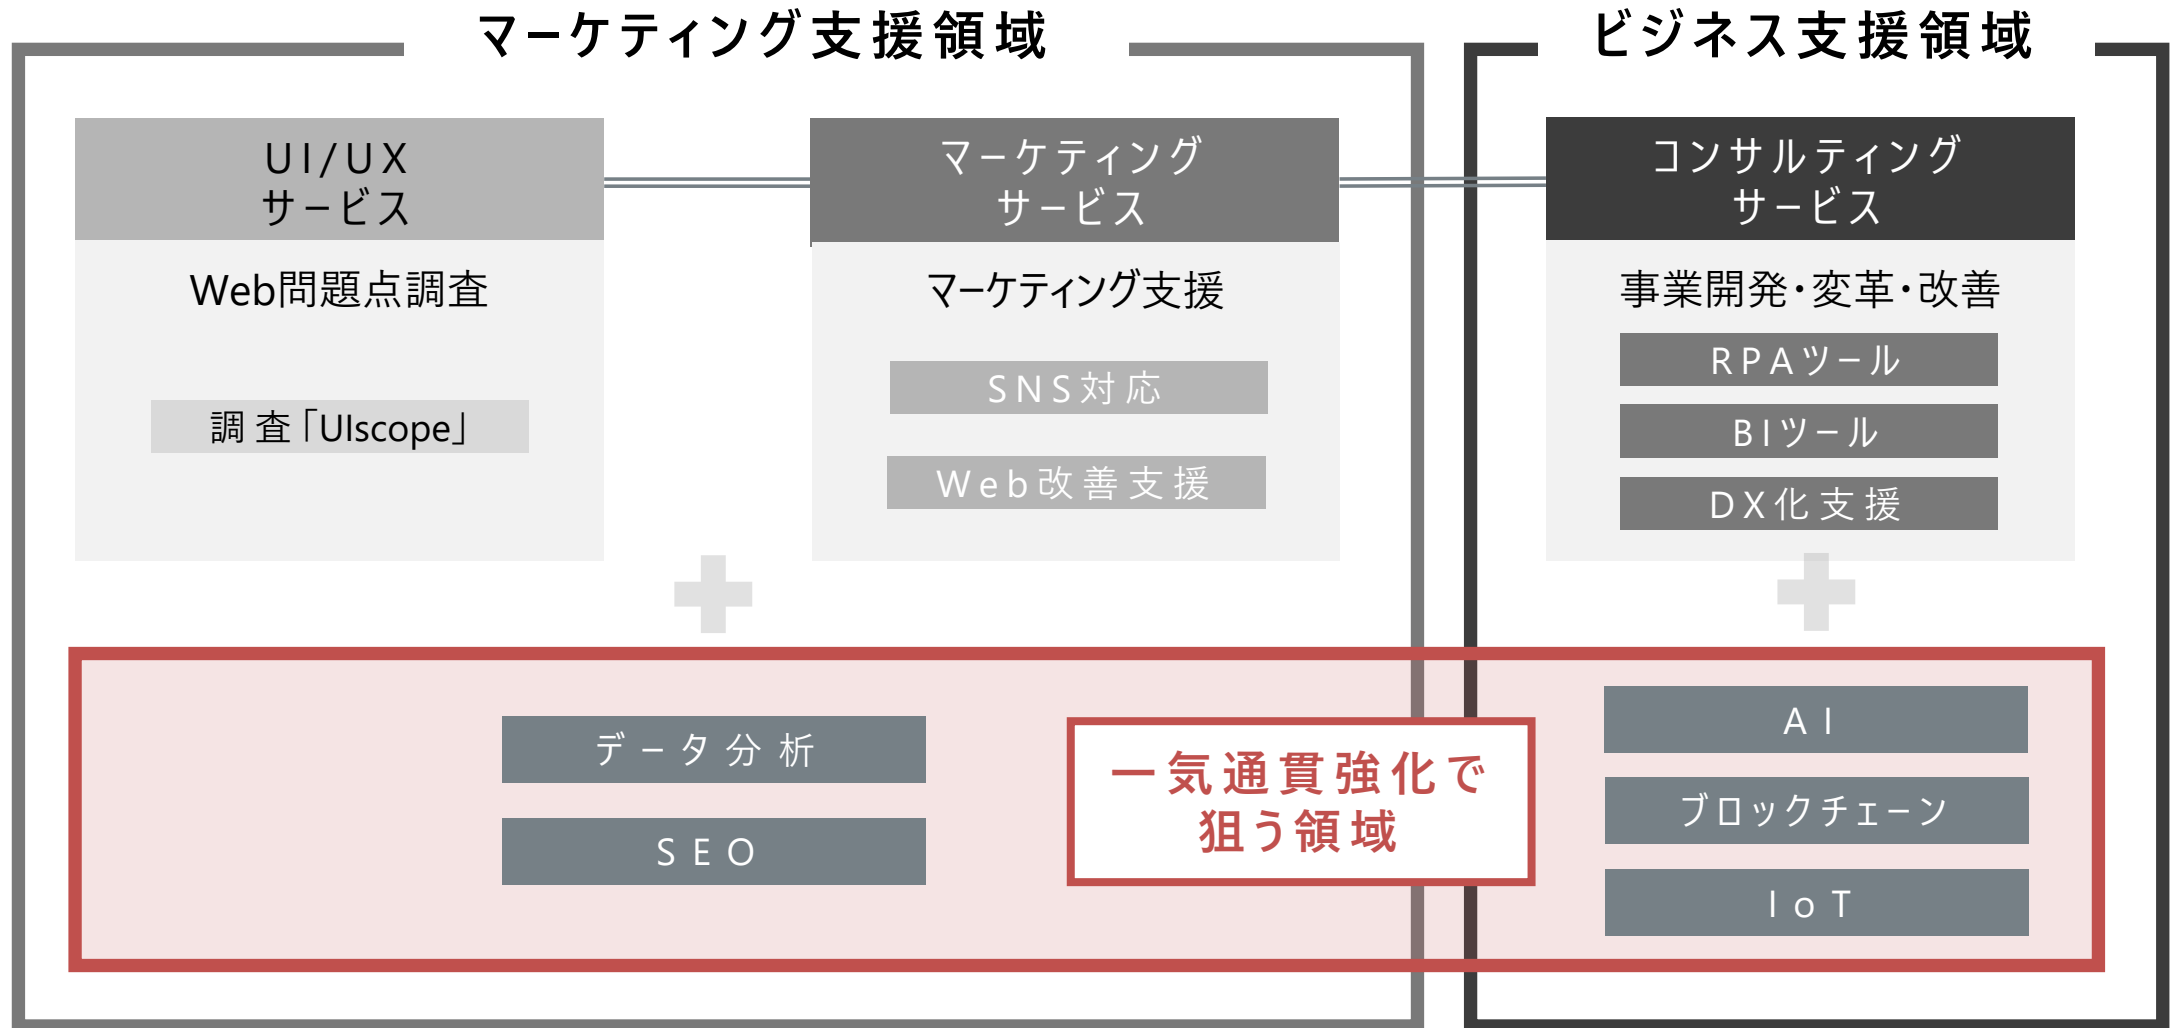 マーケティング支援領域
ビジネス支援領域
UI/UX
サービス
Web問題点調査
調査「UIscope」
マーケティング
サービス
マーケティング支援
SNS対応
Web改善支援
コンサルティング
サービス
事業開発・変革・改善
RPAツール
BIツール
DX化支援
データ分析
SEO
一気通貫強化で
狙う領域
AI
ブロックチェーン
IoT